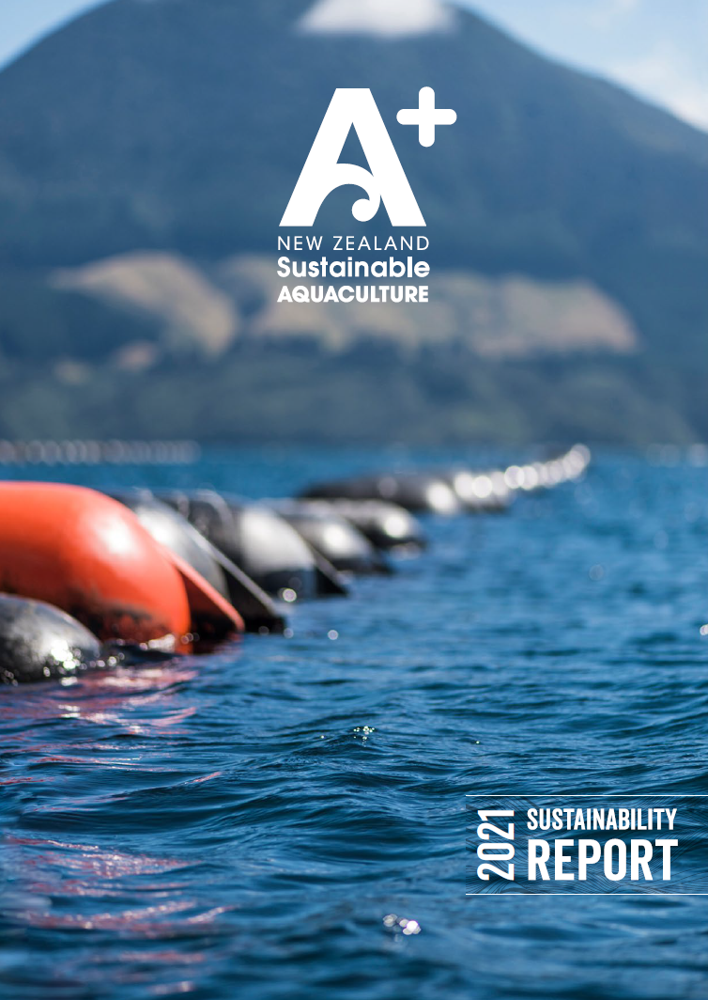 A+
NEW ZEALAND
Sustainable
AQUACULTURE
2021
SUSTAINABILITY
REPORT